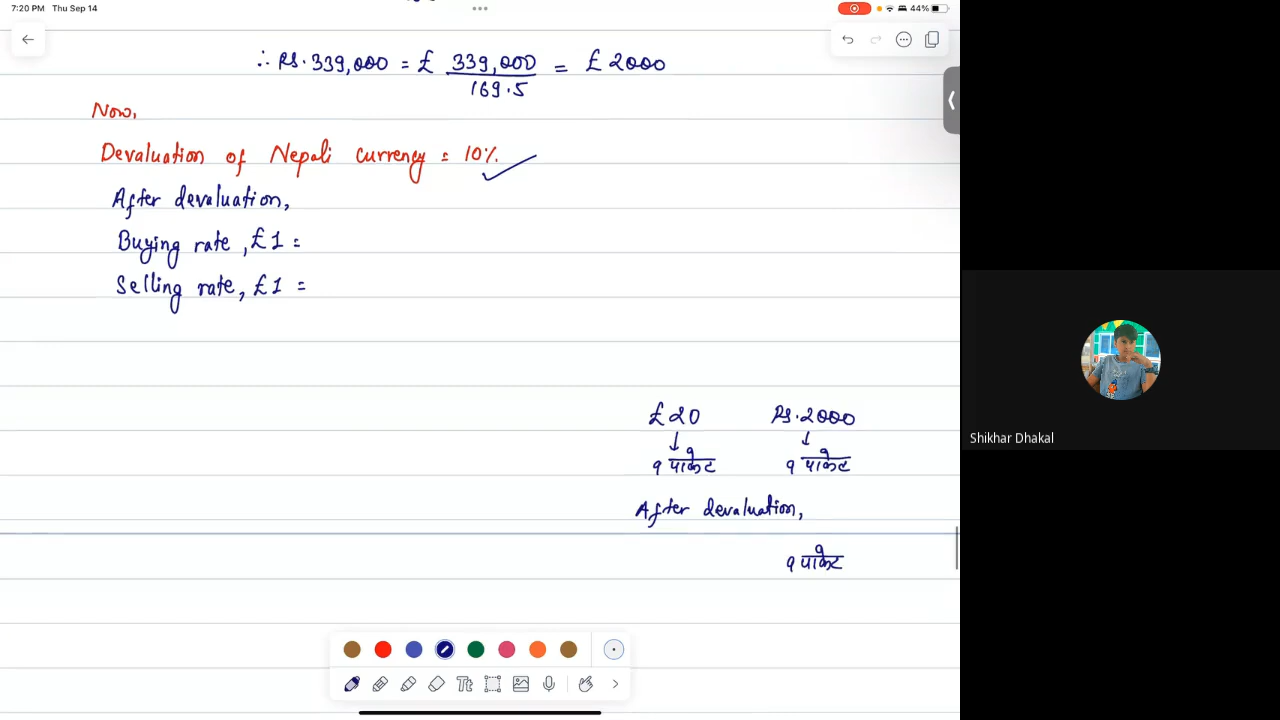 7:20 PM Thu Sep 14
44%
∴ Rs. 339,000 = £ 339,000 / 169.5 = £ 2000
Now,
Devaluation of Nepali currency = 10%.
After devaluation,
Buying rate, £1 =
Selling rate, £1 =
£20 Rs. 2000
↓ ↓
१ पार्केट १ पार्केट
After devaluation,
१ पार्केट
Shikhar Dhakal
Tt